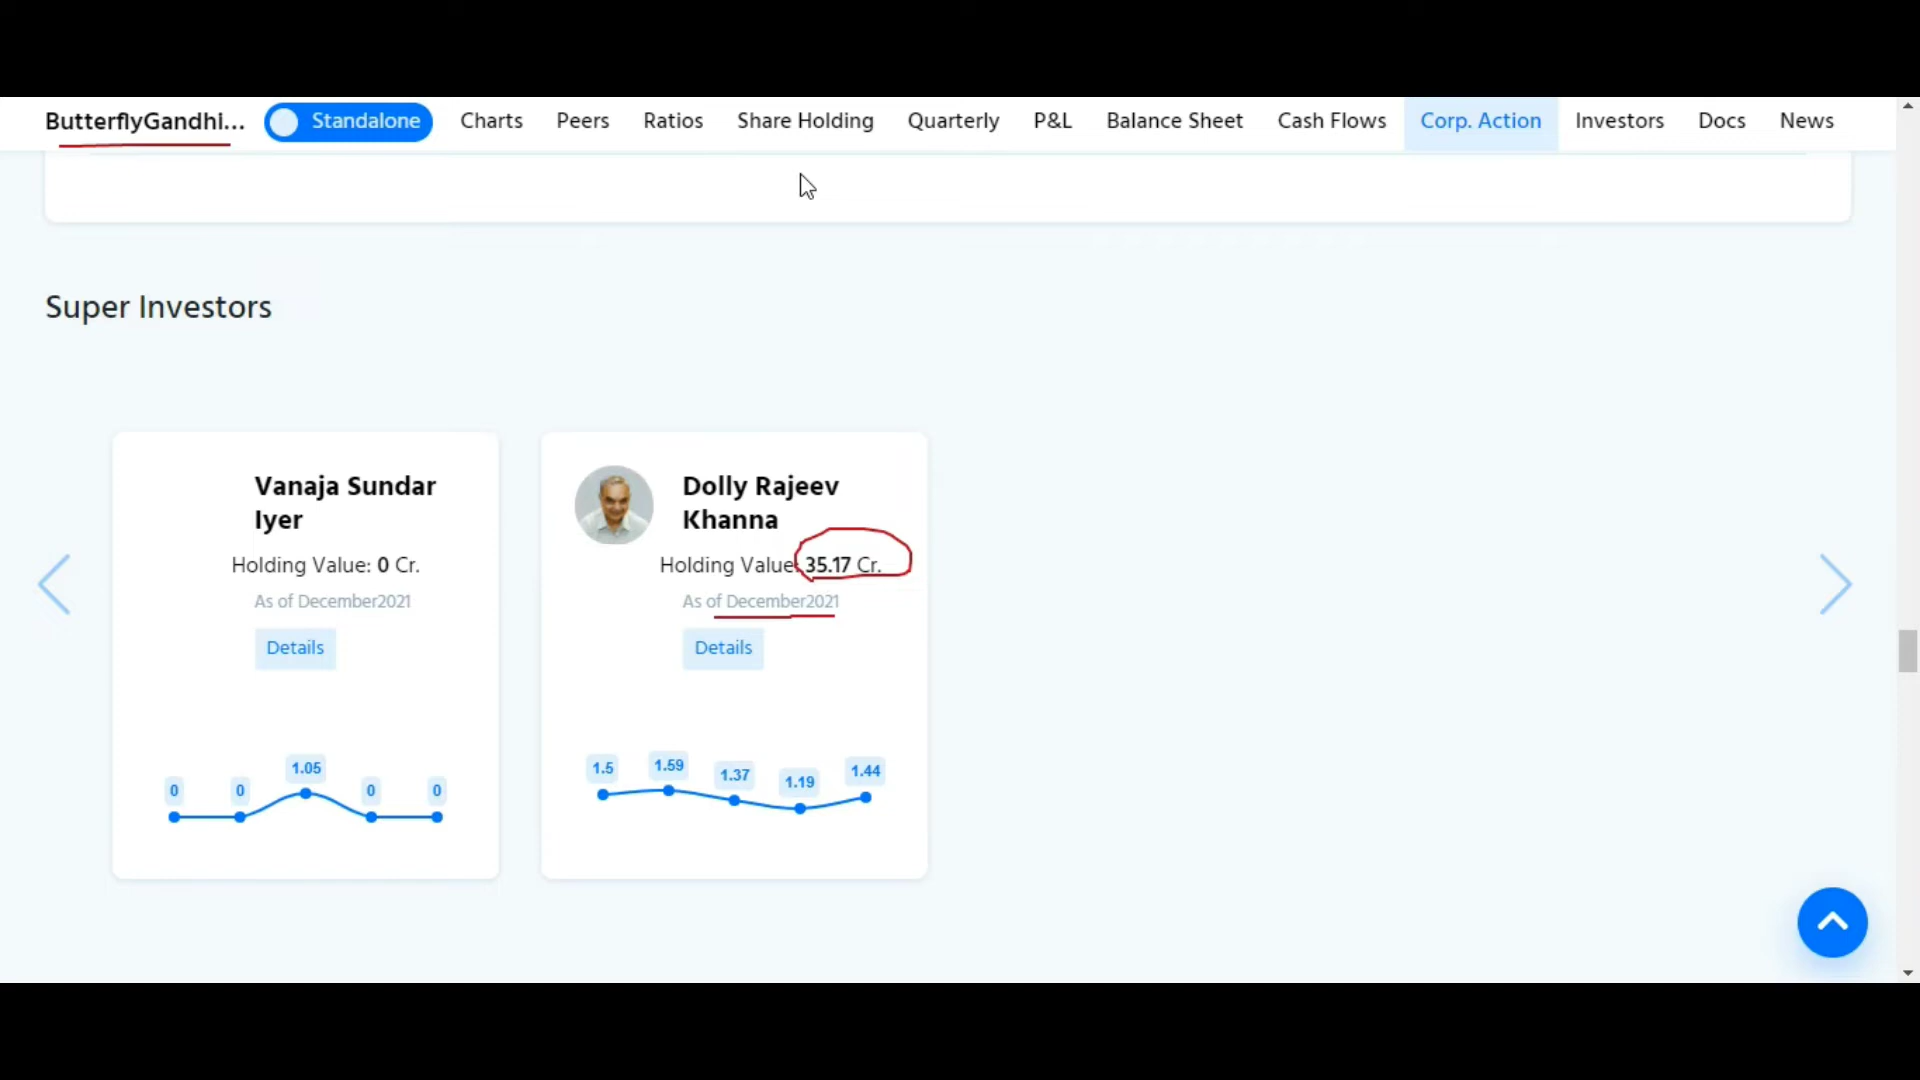 ButterflyGandhi... Standalone Charts Peers Ratios Share Holding Quarterly P&L Balance Sheet Cash Flows Corp. Action Investors Docs News
Super Investors
Vanaja Sundar
Iyer
Holding Value: 0 Cr.
As of December2021
Details
0 0 1.05 0 0
Dolly Rajeev
Khanna
Holding Value: 35.17 Cr.
As of December2021
Details
1.5 1.59 1.37 1.19 1.44